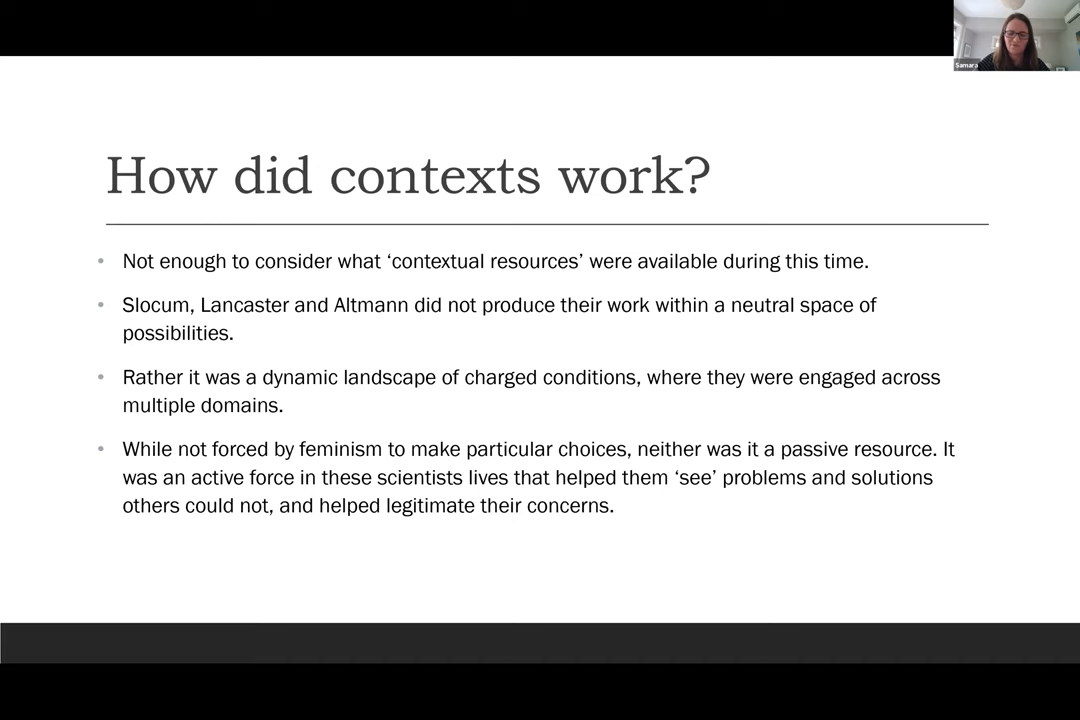 Samara
How did contexts work?
• Not enough to consider what ‘contextual resources’ were available during this time.
• Slocum, Lancaster and Altmann did not produce their work within a neutral space of
possibilities.
• Rather it was a dynamic landscape of charged conditions, where they were engaged across
multiple domains.
• While not forced by feminism to make particular choices, neither was it a passive resource. It
was an active force in these scientists lives that helped them ‘see’ problems and solutions
others could not, and helped legitimate their concerns.